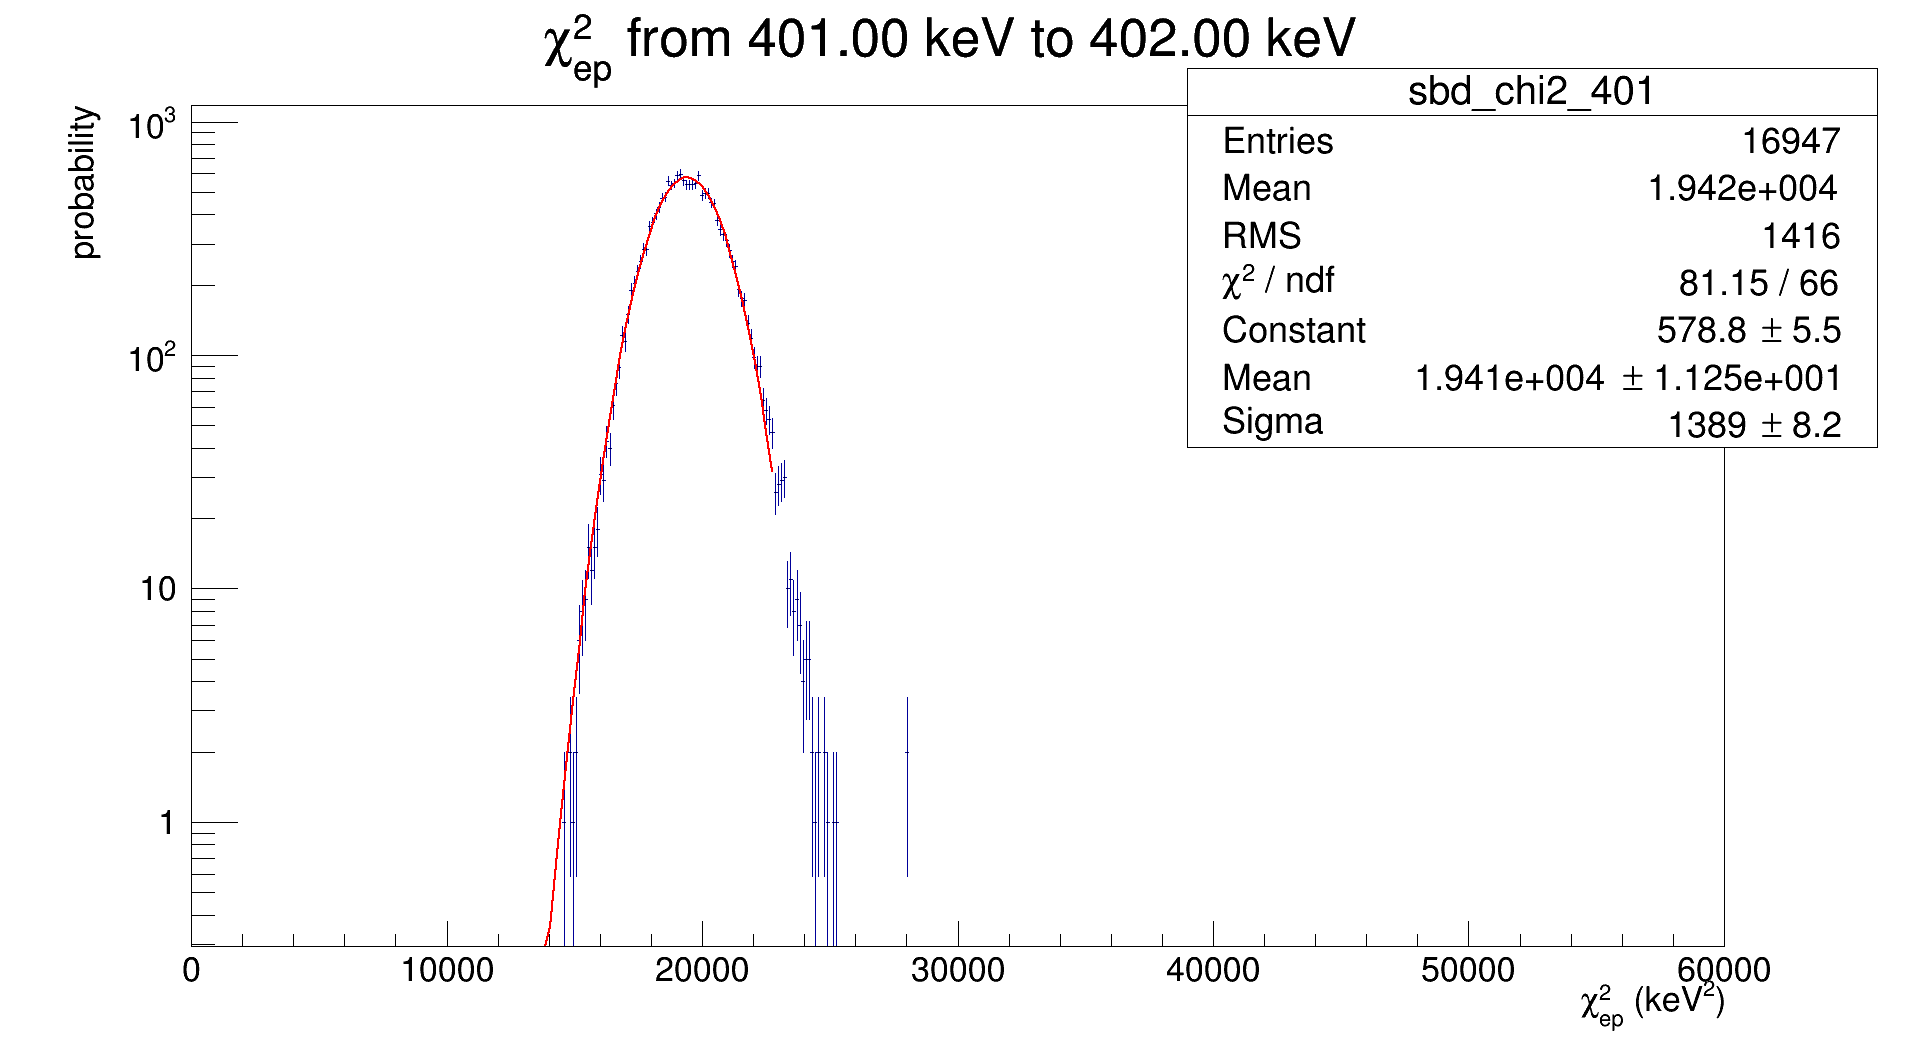 χ²ep from 401.00 keV to 402.00 keV
sbd_chi2_401
Entries 16947
Mean 1.942e+004
RMS 1416
χ² / ndf 81.15 / 66
Constant 578.8 ± 5.5
Mean 1.941e+004 ± 1.125e+001
Sigma 1389 ± 8.2
probability
10³
10²
10
1
0 10000 20000 30000 40000 50000 60000
χ²ep (keV²)